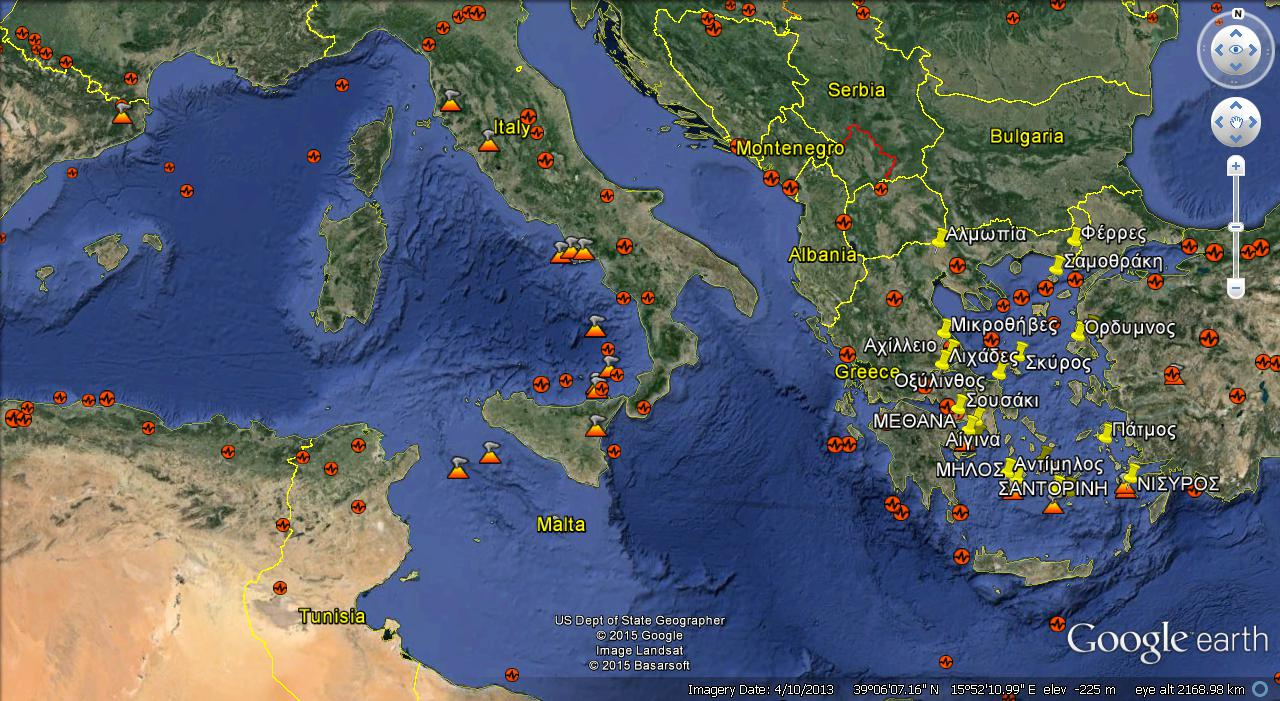 N
Serbia
Italy
Bulgaria
Montenegro
Αλμωπία
Φέρρες
Albania
Σαμοθράκη
Μικροθήβες
Όρδυμνος
Αχίλλειο
Λιχάδες
Σκύρος
Greece
Οξύλινθος
Σουσάκι
ΜΕΘΑΝΑ
Πάτμος
Αίγινα
ΜΗΛΟΣ
Αντίμηλος
ΣΑΝΤΟΡΙΝΗ
ΝΙΣΥΡΟΣ
Malta
Tunisia
US Dept of State Geographer
© 2015 Google
Image Landsat
© 2015 Basarsoft
Google earth
Imagery Date: 4/10/2013 39°06'07.16" N 15°52'10.99" E elev -225 m eye alt 2168.98 km